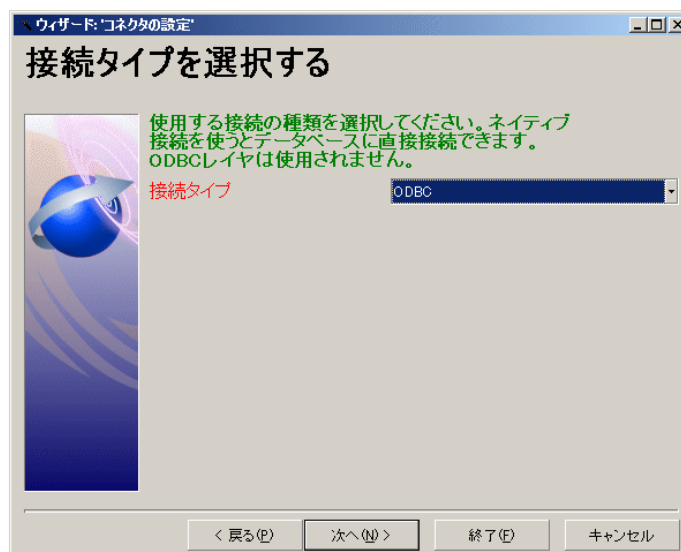 ウィザード: 'コネクタの設定'
接続タイプを選択する
使用する接続の種類を選択してください。ネイティブ
接続を使うとデータベースに直接接続できます。
ODBCレイヤは使用されません。
接続タイプ ODBC
< 戻る(P) 次へ(N) > 終了(F) キャンセル